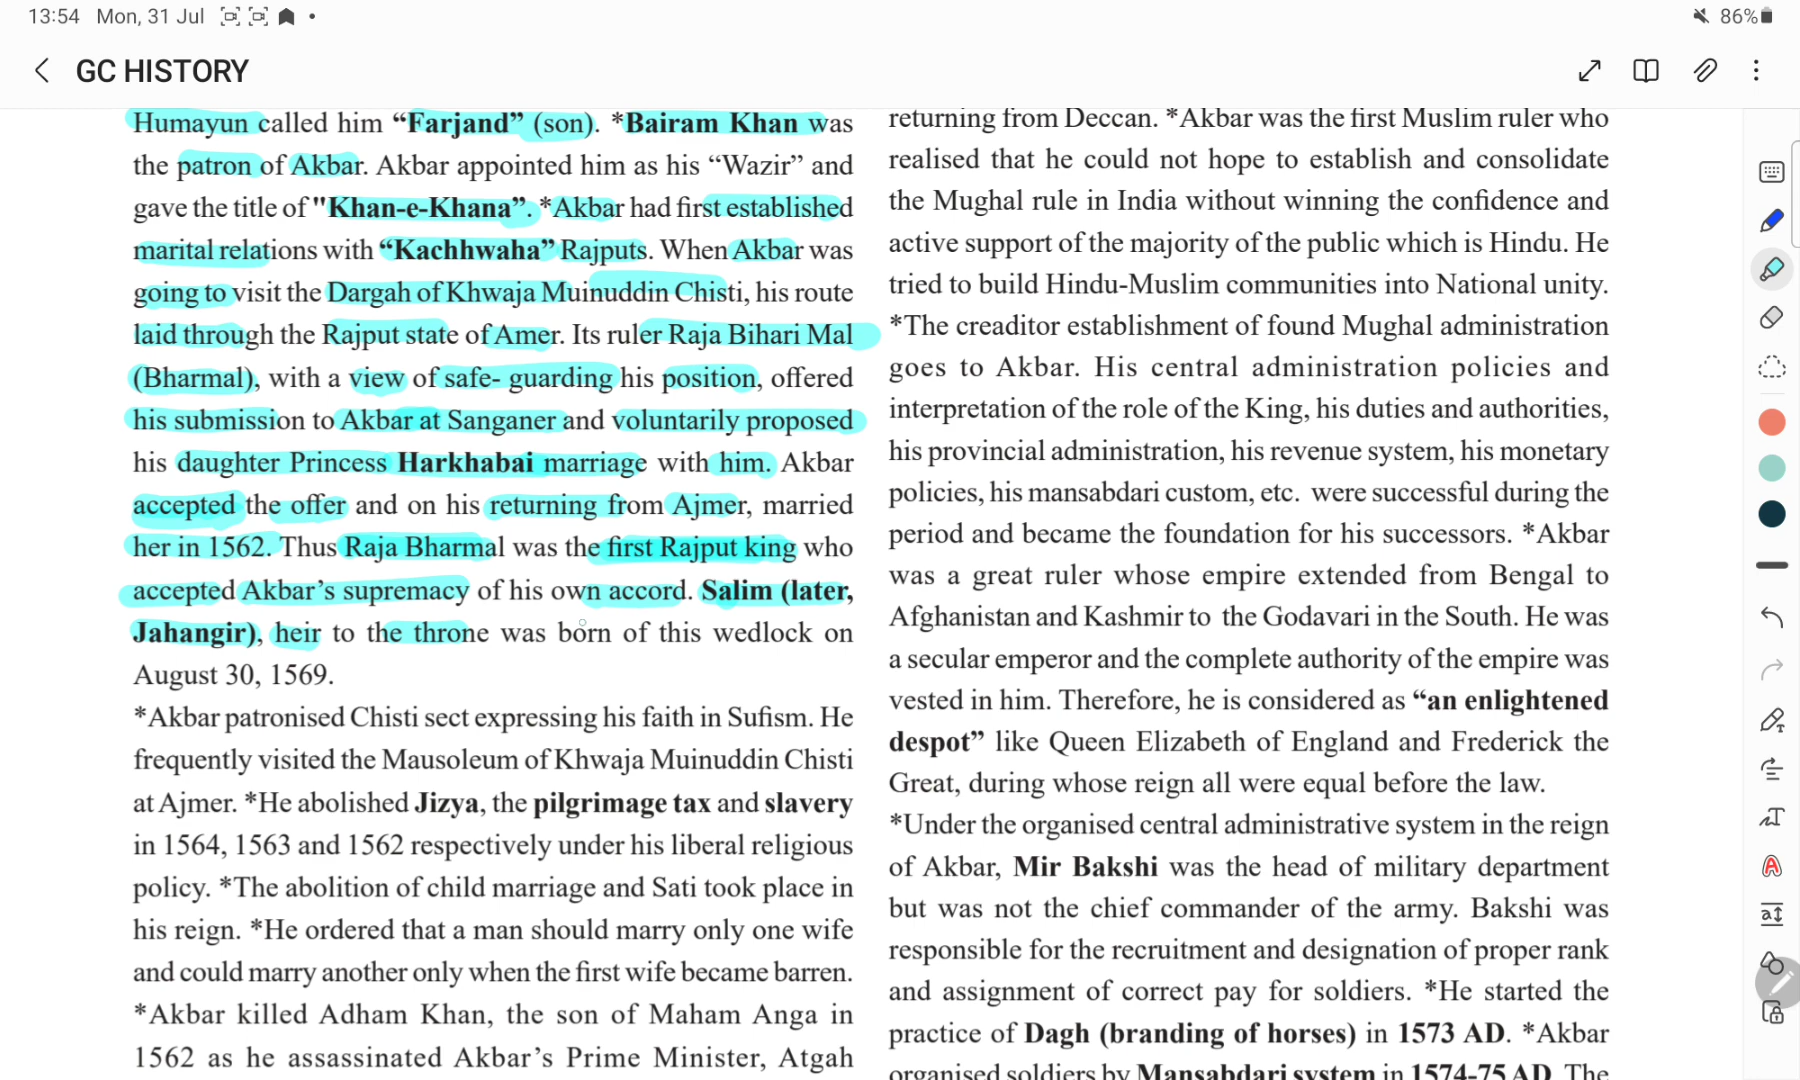 13:54 Mon, 31 Jul
86%
GC HISTORY
Humayun called him “Farjand” (son). *Bairam Khan was
the patron of Akbar. Akbar appointed him as his “Wazir” and
gave the title of "Khan-e-Khana”. *Akbar had first established
marital relations with “Kachhwaha” Rajputs. When Akbar was
going to visit the Dargah of Khwaja Muinuddin Chisti, his route
laid through the Rajput state of Amer. Its ruler Raja Bihari Mal
(Bharmal), with a view of safe- guarding his position, offered
his submission to Akbar at Sanganer and voluntarily proposed
his daughter Princess Harkhabai marriage with him. Akbar
accepted the offer and on his returning from Ajmer, married
her in 1562. Thus Raja Bharmal was the first Rajput king who
accepted Akbar’s supremacy of his own accord. Salim (later,
Jahangir), heir to the throne was born of this wedlock on
August 30, 1569.
*Akbar patronised Chisti sect expressing his faith in Sufism. He
frequently visited the Mausoleum of Khwaja Muinuddin Chisti
at Ajmer. *He abolished Jizya, the pilgrimage tax and slavery
in 1564, 1563 and 1562 respectively under his liberal religious
policy. *The abolition of child marriage and Sati took place in
his reign. *He ordered that a man should marry only one wife
and could marry another only when the first wife became barren.
*Akbar killed Adham Khan, the son of Maham Anga in
1562 as he assassinated Akbar’s Prime Minister, Atgah
returning from Deccan. *Akbar was the first Muslim ruler who
realised that he could not hope to establish and consolidate
the Mughal rule in India without winning the confidence and
active support of the majority of the public which is Hindu. He
tried to build Hindu-Muslim communities into National unity.
*The creaditor establishment of found Mughal administration
goes to Akbar. His central administration policies and
interpretation of the role of the King, his duties and authorities,
his provincial administration, his revenue system, his monetary
policies, his mansabdari custom, etc. were successful during the
period and became the foundation for his successors. *Akbar
was a great ruler whose empire extended from Bengal to
Afghanistan and Kashmir to the Godavari in the South. He was
a secular emperor and the complete authority of the empire was
vested in him. Therefore, he is considered as “an enlightened
despot” like Queen Elizabeth of England and Frederick the
Great, during whose reign all were equal before the law.
*Under the organised central administrative system in the reign
of Akbar, Mir Bakshi was the head of military department
but was not the chief commander of the army. Bakshi was
responsible for the recruitment and designation of proper rank
and assignment of correct pay for soldiers. *He started the
practice of Dagh (branding of horses) in 1573 AD. *Akbar
organised soldiers by Mansabdari system in 1574-75 AD. The